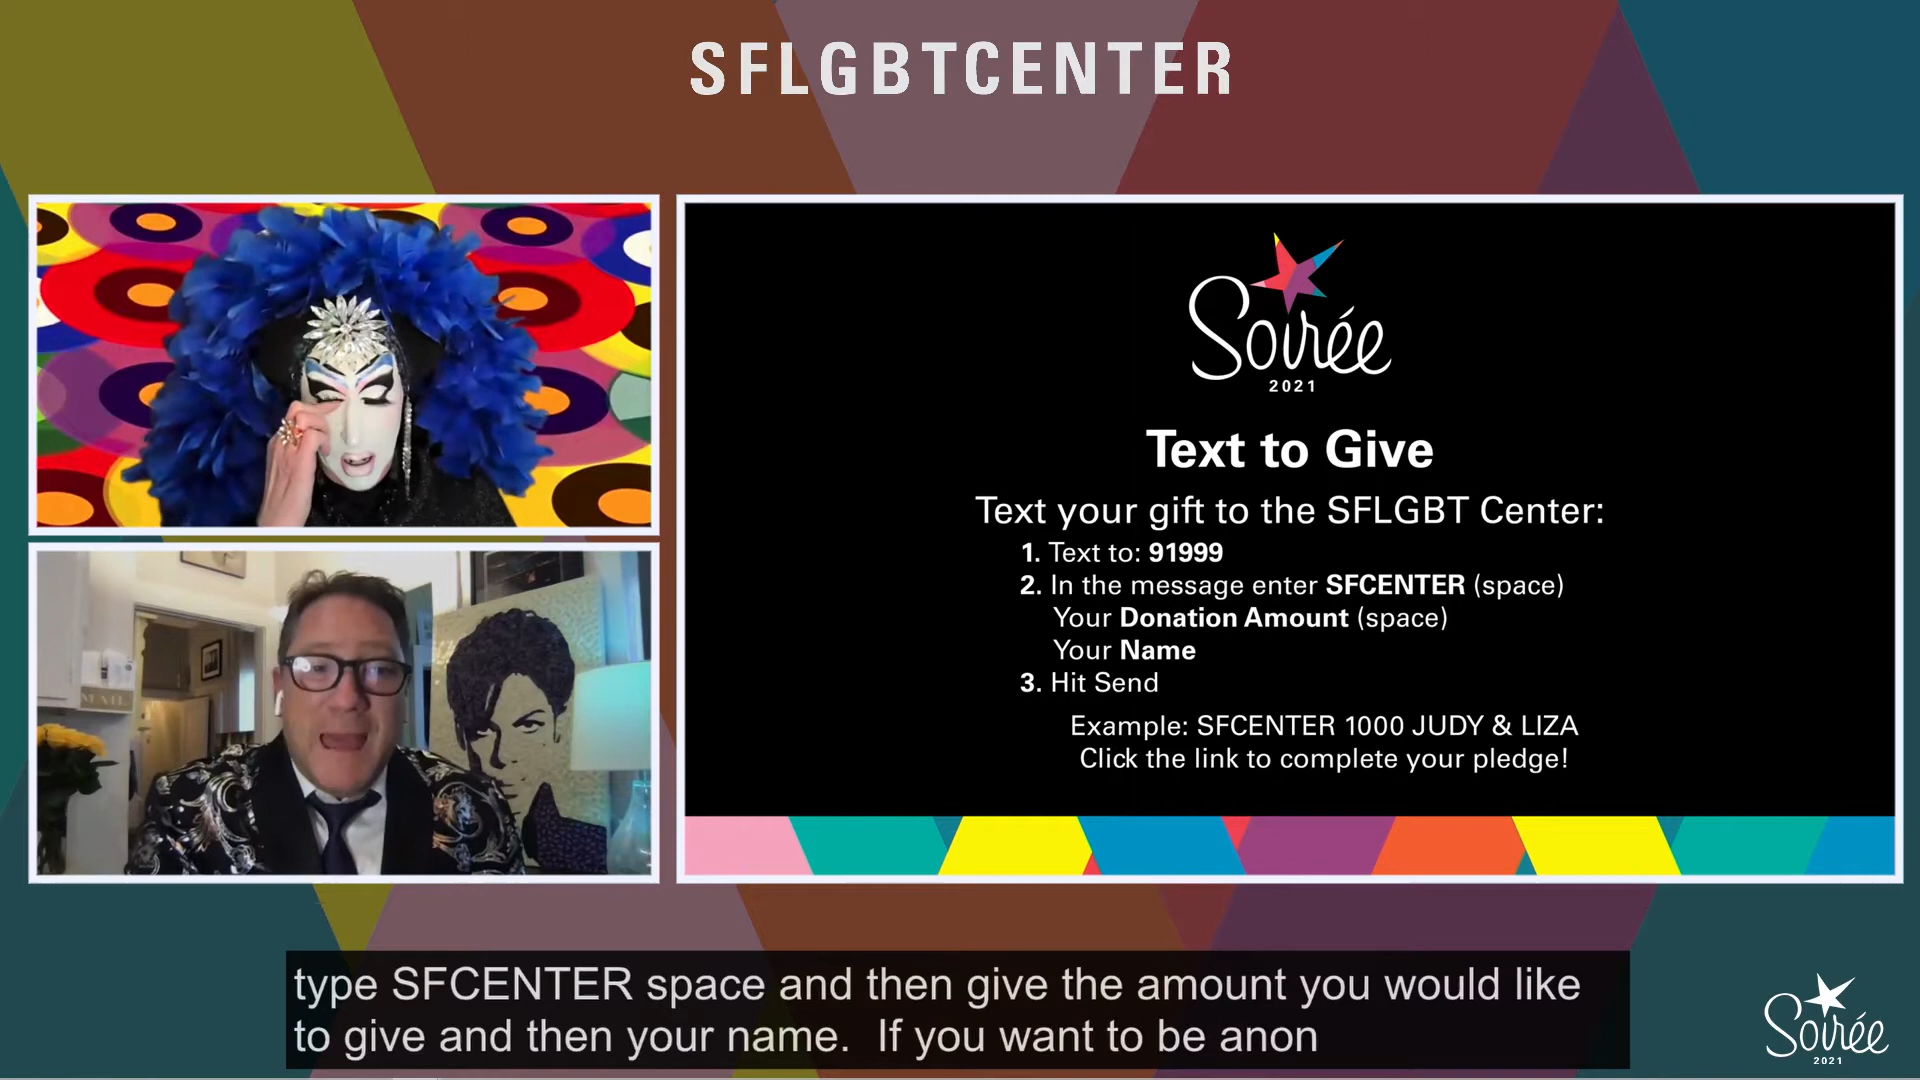 SFLGBTCENTER
MAIL
Soirée
2021
Text to Give
Text your gift to the SFLGBT Center:
1. Text to: 91999
2. In the message enter SFCENTER (space)
Your Donation Amount (space)
Your Name
3. Hit Send
Example: SFCENTER 1000 JUDY & LIZA
Click the link to complete your pledge!
type SFCENTER space and then give the amount you would like
to give and then your name.  If you want to be anon
Soirée
2021